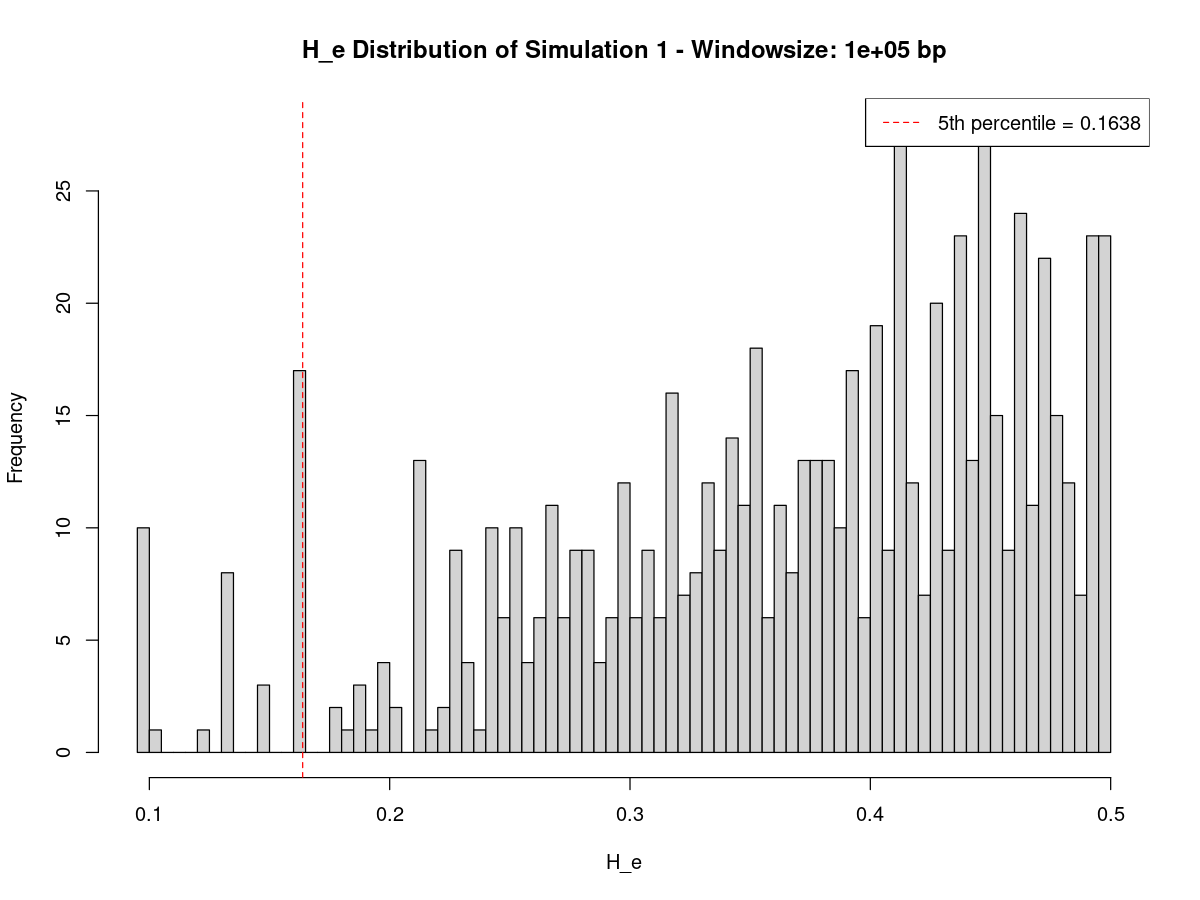 H_e Distribution of Simulation 1 - Windowsize: 1e+05 bp
5th percentile = 0.1638
Frequency
25
20
15
10
5
0
0.1 0.2 0.3 0.4 0.5
H_e